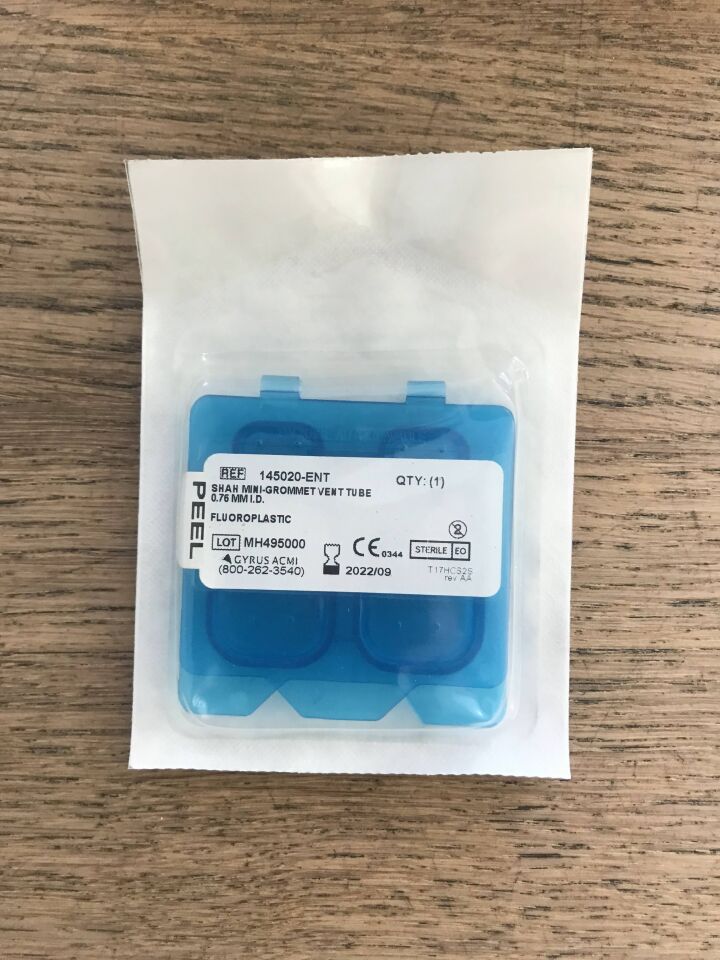 REF 145020-ENT QTY: (1)
SHAH MINI-GROMMET VENT TUBE
0.76 MM I.D.
FLUOROPLASTIC
LOT MH495000
GYRUS ACMI
(800-262-3540)
2022/09
CE 0344
2
STERILE EO
T17HCS2S
rev AA
PEEL